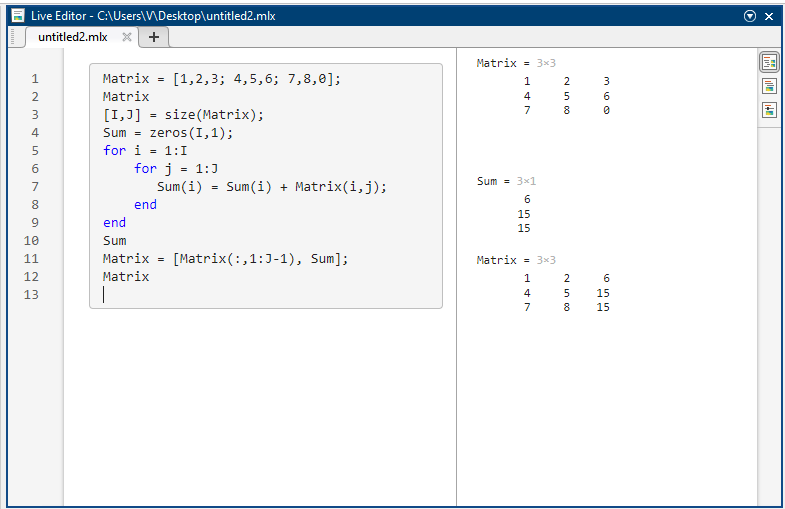 Live Editor - C:\Users\V\Desktop\untitled2.mlx
untitled2.mlx
1 Matrix = [1,2,3; 4,5,6; 7,8,0];
2 Matrix
3 [I,J] = size(Matrix);
4 Sum = zeros(I,1);
5 for i = 1:I
6 for j = 1:J
7 Sum(i) = Sum(i) + Matrix(i,j);
8 end
9 end
10 Sum
11 Matrix = [Matrix(:,1:J-1), Sum];
12 Matrix
13
Matrix = 3×3
1 2 3
4 5 6
7 8 0
Sum = 3×1
6
15
15
Matrix = 3×3
1 2 6
4 5 15
7 8 15